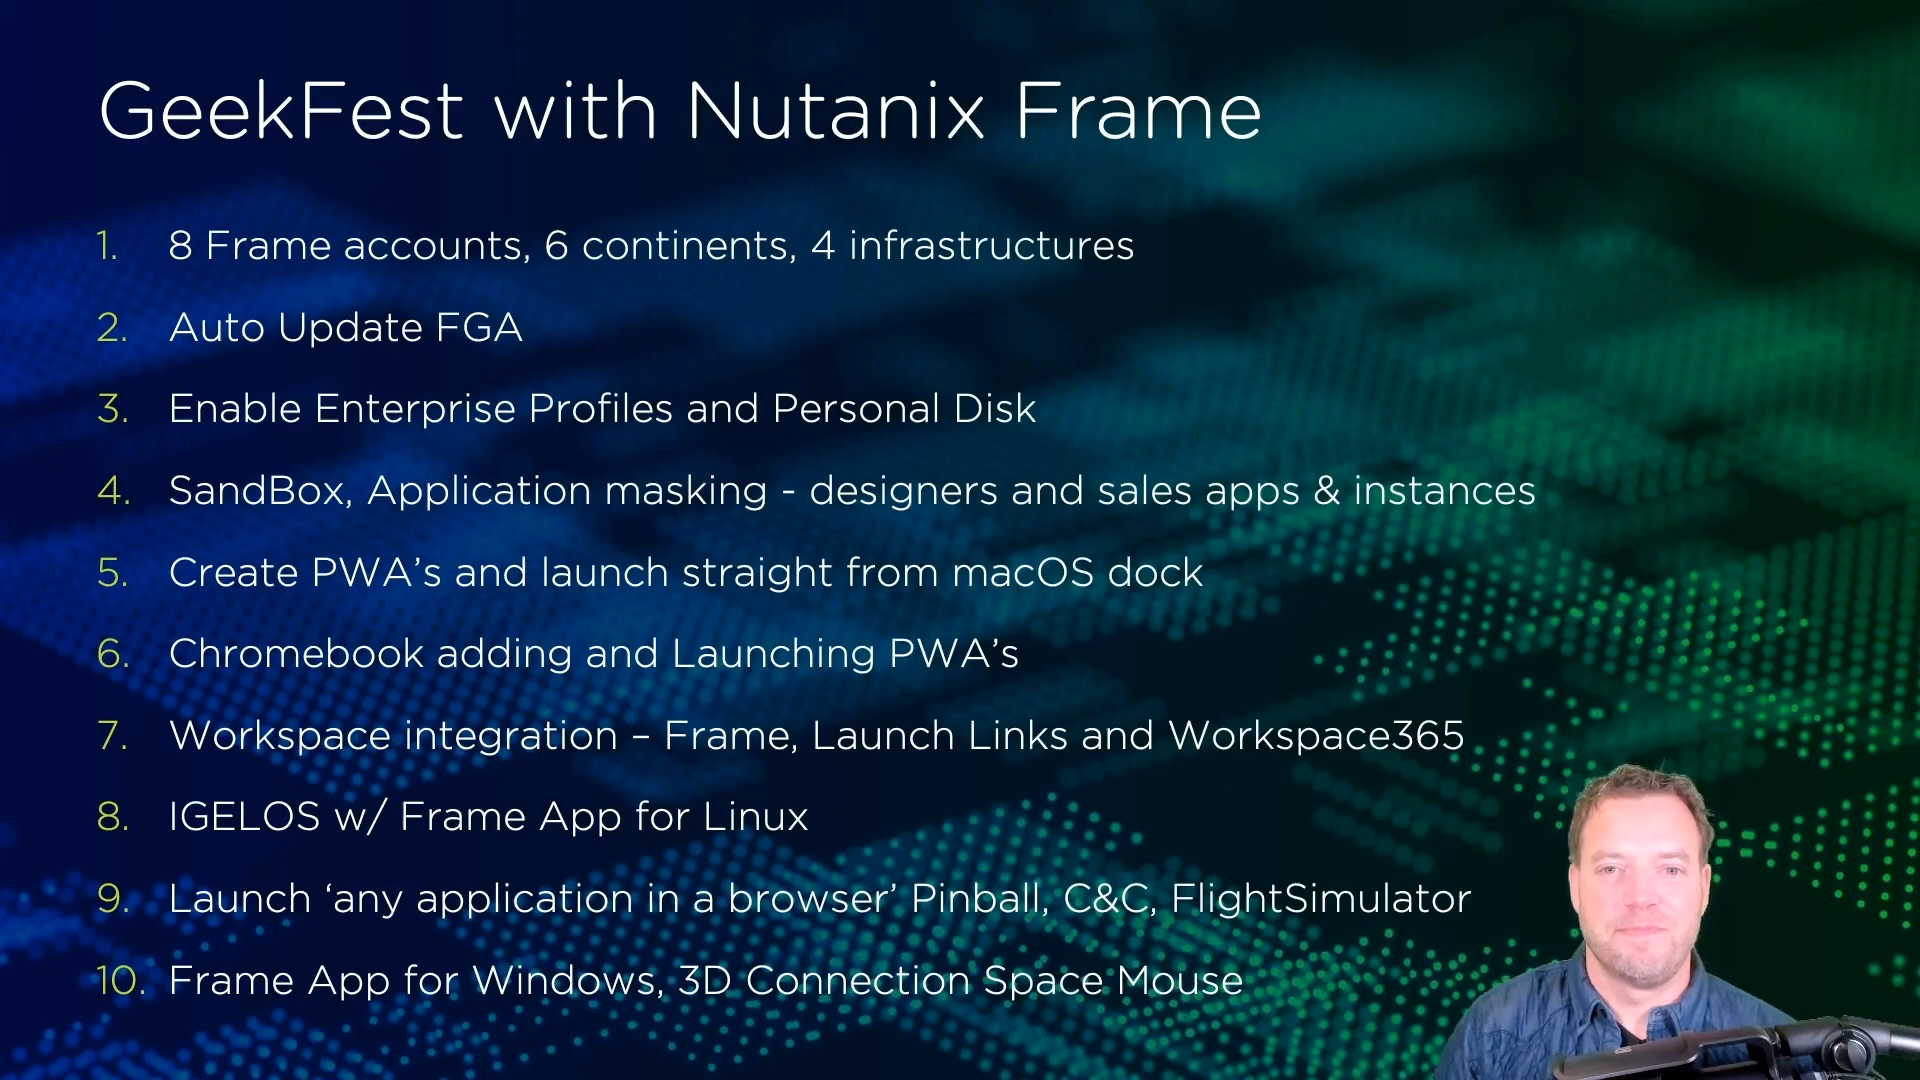 GeekFest with Nutanix Frame
1. 8 Frame accounts, 6 continents, 4 infrastructures
2. Auto Update FGA
3. Enable Enterprise Profiles and Personal Disk
4. SandBox, Application masking - designers and sales apps & instances
5. Create PWA’s and launch straight from macOS dock
6. Chromebook adding and Launching PWA’s
7. Workspace integration – Frame, Launch Links and Workspace365
8. IGELOS w/ Frame App for Linux
9. Launch ‘any application in a browser’ Pinball, C&C, FlightSimulator
10. Frame App for Windows, 3D Connection Space Mouse